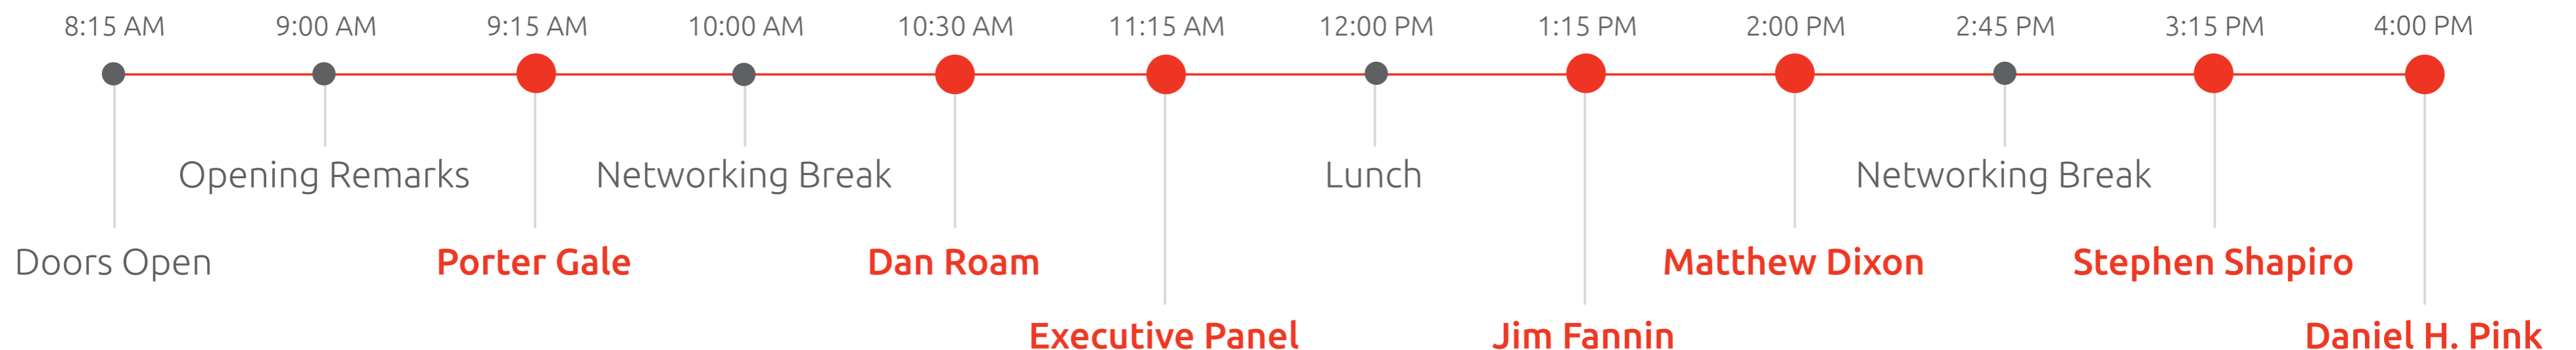 8:15 AM 9:00 AM 9:15 AM 10:00 AM 10:30 AM 11:15 AM 12:00 PM 1:15 PM 2:00 PM 2:45 PM 3:15 PM 4:00 PM
Opening Remarks Networking Break Lunch Networking Break
Doors Open Porter Gale Dan Roam Matthew Dixon Stephen Shapiro
Executive Panel Jim Fannin Daniel H. Pink